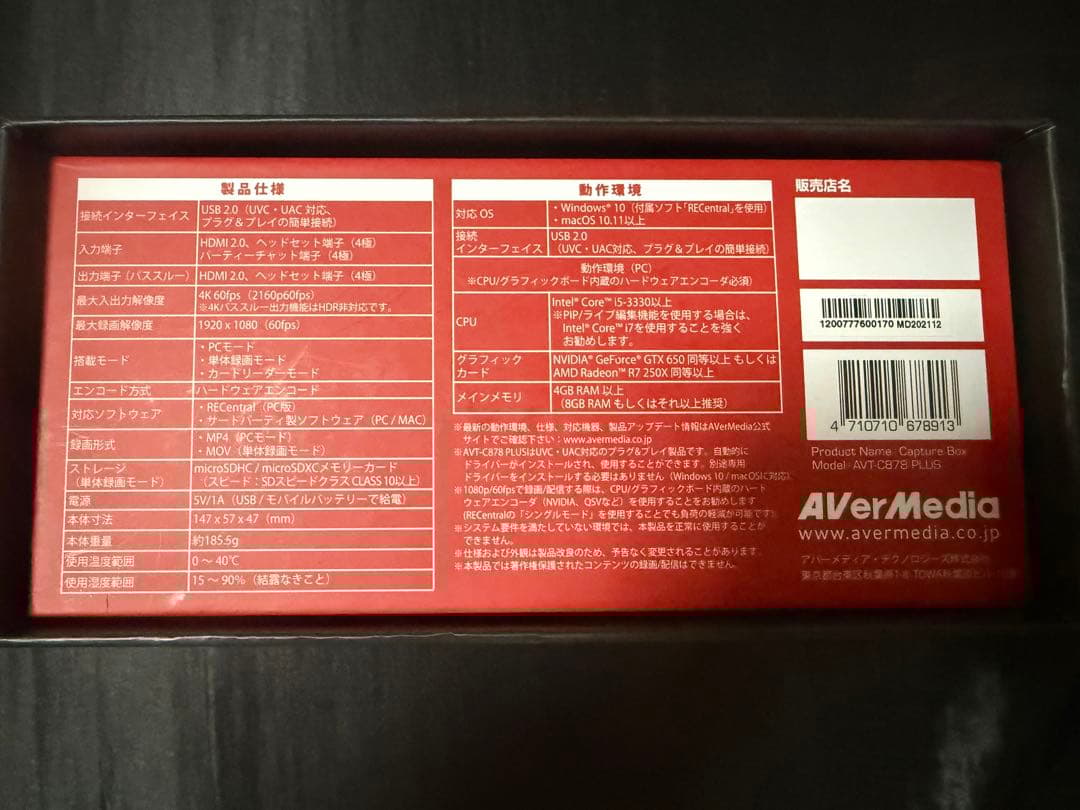 製品仕様
接続インターフェイス
USB 2.0（UVC・UAC 対応、
プラグ＆プレイの簡単接続）
入力端子
HDMI 2.0、ヘッドセット端子（4極）
パーティーチャット端子（4極）
出力端子（パススルー）
HDMI 2.0、ヘッドセット端子（4極）
最大入出力解像度
4K 60fps（2160p60fps）
※4Kパススルー出力機能はHDR非対応です。
最大録画解像度
1920 x 1080（60fps）
搭載モード
・PCモード
・単体録画モード
・カードリーダーモード
エンコード方式
ハードウェアエンコード
対応ソフトウェア
・RECentral（PC版）
・サードパーティ製ソフトウェア（PC / MAC）
録画形式
・MP4（PCモード）
・MOV（単体録画モード）
ストレージ
（単体録画モード）
microSDHC / microSDXCメモリーカード
（スピード：SDスピードクラス CLASS 10以上）
電源
5V/1A（USB / モバイルバッテリーで給電）
本体寸法
147 x 57 x 47（mm）
本体重量
約185.5g
使用温度範囲
0 ～ 40℃
使用湿度範囲
15 ～ 90%（結露なきこと）
動作環境
対応 OS
・Windows® 10（付属ソフト「RECentral」を使用）
・macOS 10.11以上
接続
インターフェイス
USB 2.0
（UVC・UAC対応、プラグ＆プレイの簡単接続）
動作環境（PC）
※CPU/グラフィックボード内蔵のハードウェアエンコーダ必須）
CPU
Intel® Core™ i5-3330以上
※PIP/ライブ編集機能を使用する場合は、
Intel® Core™ i7を使用することを強く
お勧めします。
グラフィック
カード
NVIDIA® GeForce® GTX 650 同等以上 もしくは
AMD Radeon™ R7 250X 同等以上
メインメモリ
4GB RAM 以上
（8GB RAM もしくはそれ以上推奨）
※最新の動作環境、仕様、対応機器、製品アップデート情報はAVerMedia公式
サイトでご確認下さい：www.avermedia.co.jp
※AVT-C878 PLUSはUVC・UAC対応のプラグ＆プレイ製品です。自動的に
ドライバーがインストールされ、使用することができます。別途専用
ドライバーをインストールする必要はありません（Windows 10 / macOSに対応）。
※1080p/60fpsで録画/配信する際は、CPU/グラフィックボード内蔵のハード
ウェアエンコーダ（NVIDIA、QSVなど）を使用することをお勧めします
（RECentralの「シングルモード」を使用することでも負荷の軽減が可能です）。
※システム要件を満たしていない環境では、本製品を正常に使用することが
できません。
※仕様および外観は製品改良のため、予告なく変更されることがあります。
※本製品では著作権保護されたコンテンツの録画/配信はできません。
販売店名
1200777600170 MD202112
4 710710 678913
Product Name: Capture Box
Model: AVT-C878 PLUS
AVerMedia
www.avermedia.co.jp
アバーメディア・テクノロジーズ株式会社
東京都台東区秋葉原1-8 TOWA秋葉原